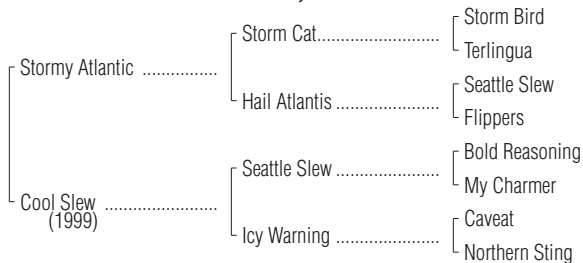 Storm Bird
Storm Cat....................
Terlingua
Stormy Atlantic ...............
Seattle Slew
Hail Atlantis .................
Flippers
Bold Reasoning
Seattle Slew .................
My Charmer
Cool Slew ......................
(1999)
Caveat
Icy Warning .................
Northern Sting